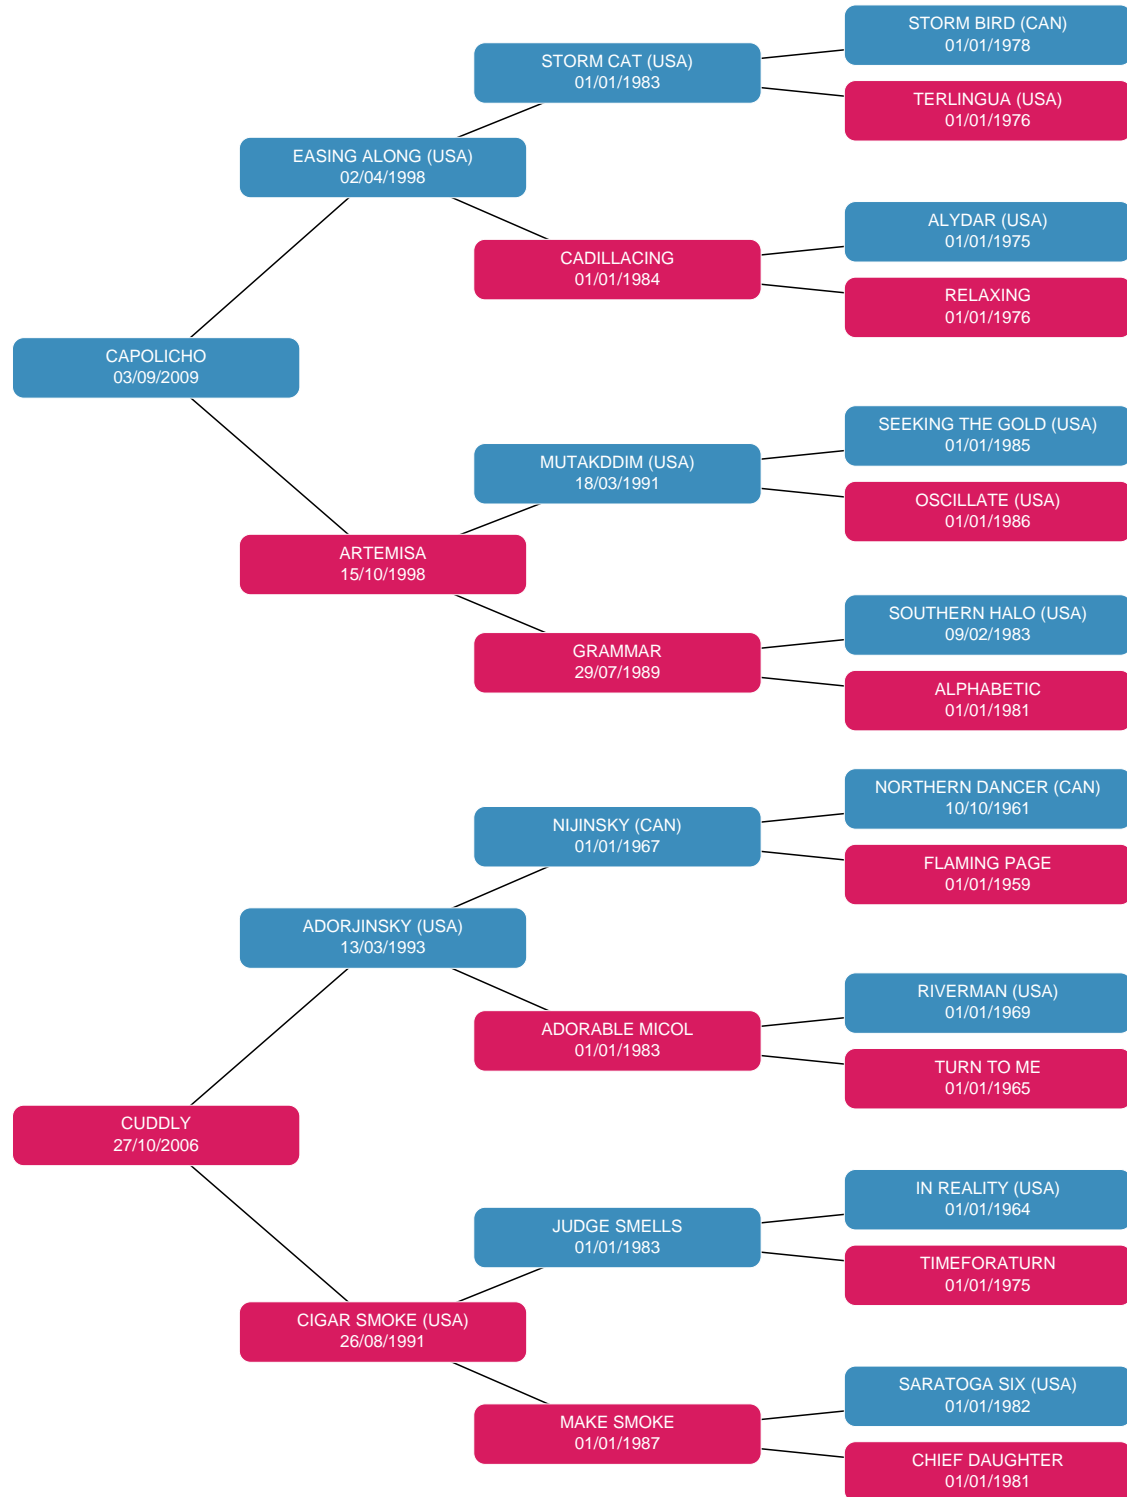 STORM BIRD (CAN)
01/01/1978
STORM CAT (USA)
01/01/1983
TERLINGUA (USA)
01/01/1976
EASING ALONG (USA)
02/04/1998
ALYDAR (USA)
01/01/1975
CADILLACING
01/01/1984
RELAXING
01/01/1976
CAPOLICHO
03/09/2009
SEEKING THE GOLD (USA)
01/01/1985
MUTAKDDIM (USA)
18/03/1991
OSCILLATE (USA)
01/01/1986
ARTEMISA
15/10/1998
SOUTHERN HALO (USA)
09/02/1983
GRAMMAR
29/07/1989
ALPHABETIC
01/01/1981
NORTHERN DANCER (CAN)
10/10/1961
NIJINSKY (CAN)
01/01/1967
FLAMING PAGE
01/01/1959
ADORJINSKY (USA)
13/03/1993
RIVERMAN (USA)
01/01/1969
ADORABLE MICOL
01/01/1983
TURN TO ME
01/01/1965
CUDDLY
27/10/2006
IN REALITY (USA)
01/01/1964
JUDGE SMELLS
01/01/1983
TIMEFORATURN
01/01/1975
CIGAR SMOKE (USA)
26/08/1991
SARATOGA SIX (USA)
01/01/1982
MAKE SMOKE
01/01/1987
CHIEF DAUGHTER
01/01/1981